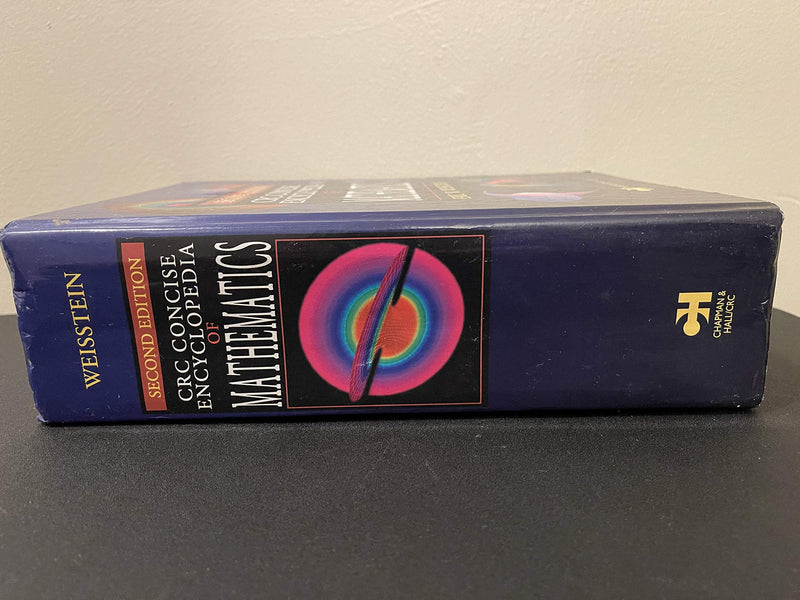 WEISSTEIN
SECOND EDITION
CRC CONCISE
ENCYCLOPEDIA
OF
MATHEMATICS
CHAPMAN &
HALL/CRC